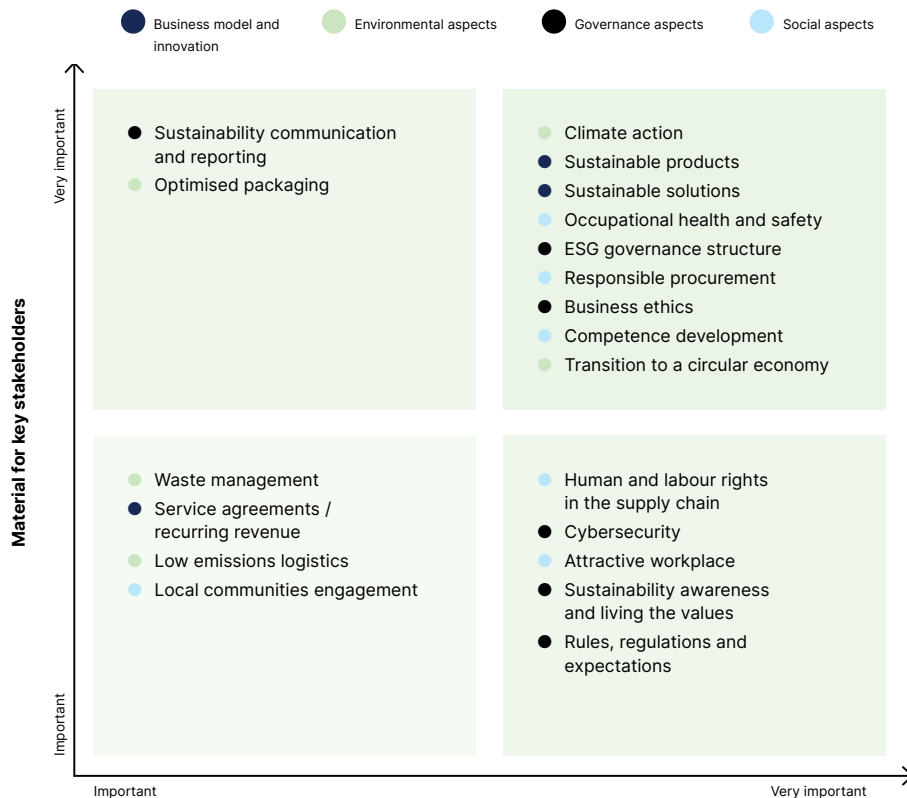 Business model and
innovation
Environmental aspects
Governance aspects
Social aspects
Material for key stakeholders
Very important
Important
Sustainability communication
and reporting
Optimised packaging
Climate action
Sustainable products
Sustainable solutions
Occupational health and safety
ESG governance structure
Responsible procurement
Business ethics
Competence development
Transition to a circular economy
Waste management
Service agreements /
recurring revenue
Low emissions logistics
Local communities engagement
Human and labour rights
in the supply chain
Cybersecurity
Attractive workplace
Sustainability awareness
and living the values
Rules, regulations and
expectations
Important
Very important